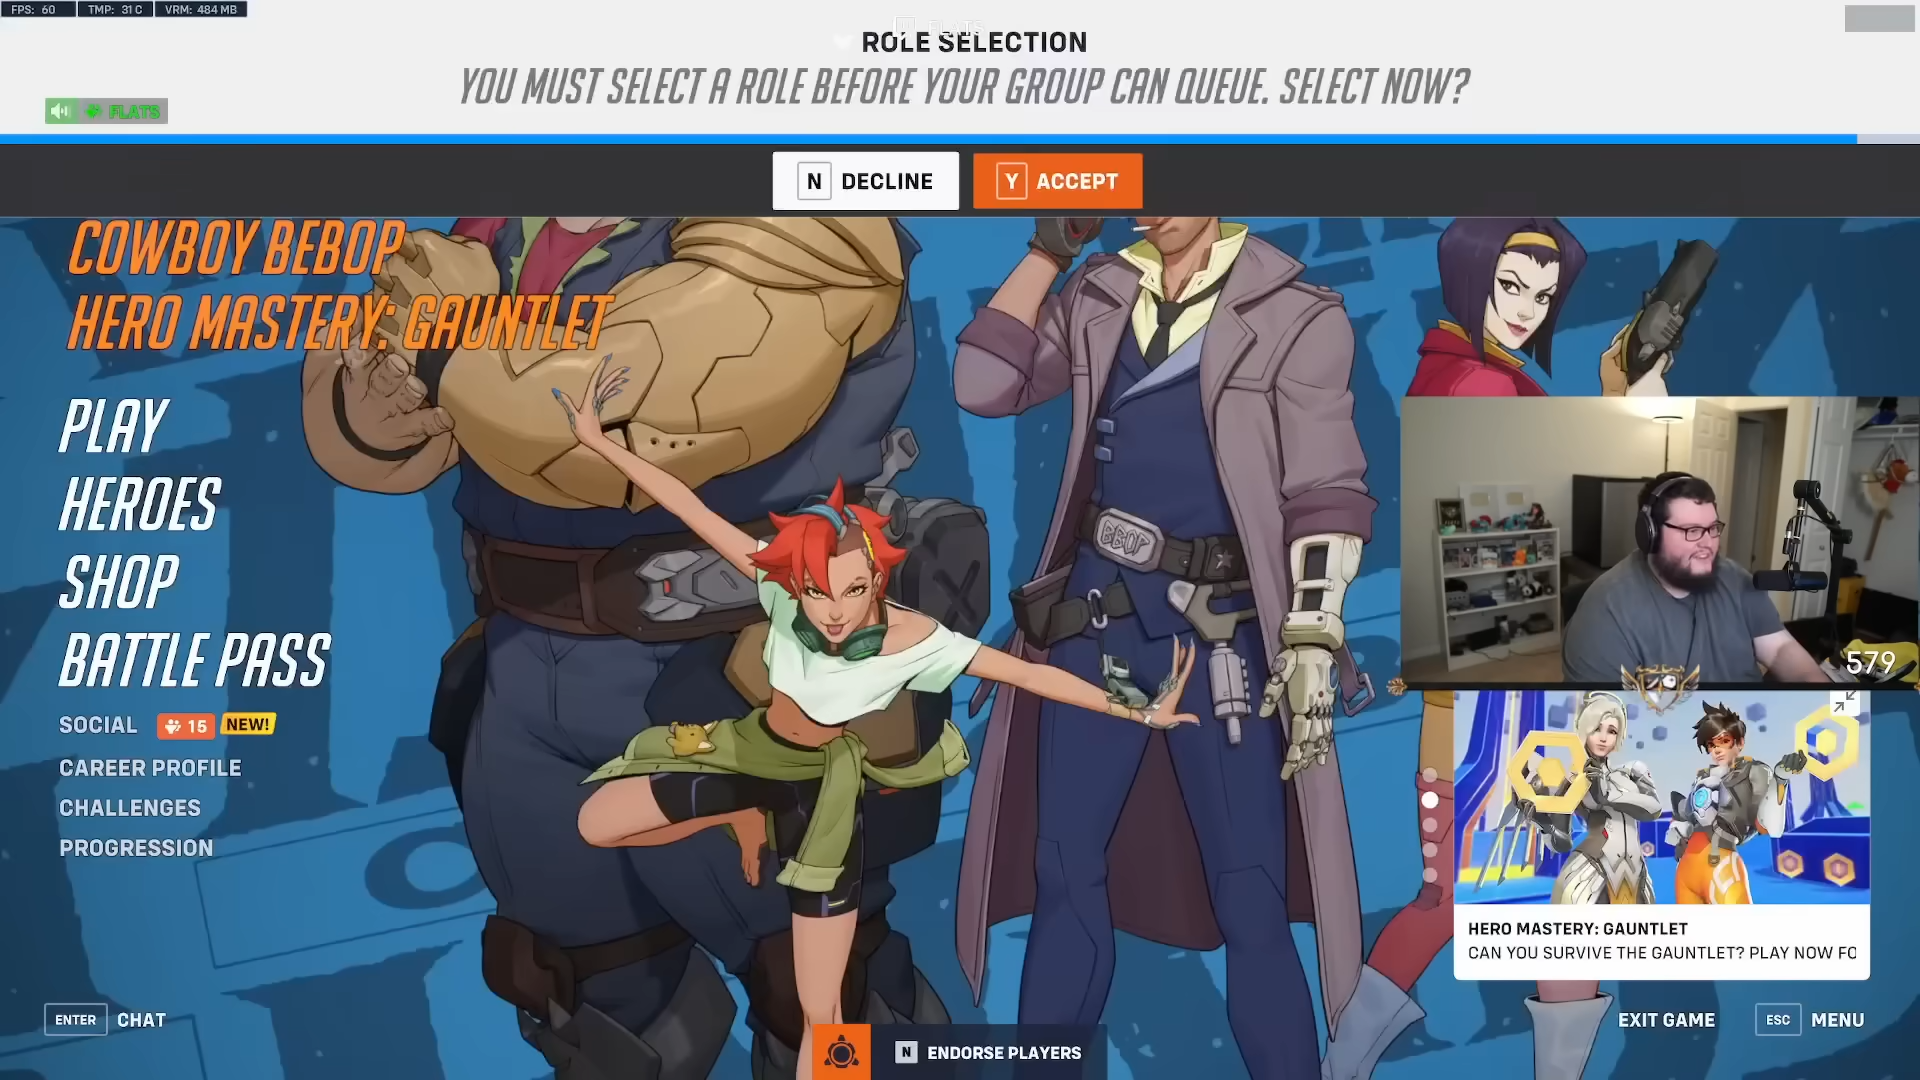 FPS: 60 TMP: 31 C VRM: 484 MB
ROLE SELECTION
YOU MUST SELECT A ROLE BEFORE YOUR GROUP CAN QUEUE. SELECT NOW?
FLATS
N DECLINE Y ACCEPT
COWBOY BEBOP
HERO MASTERY: GAUNTLET
PLAY
HEROES
SHOP
BATTLE PASS
SOCIAL 15 NEW!
CAREER PROFILE
CHALLENGES
PROGRESSION
BBOP
579
HERO MASTERY: GAUNTLET
CAN YOU SURVIVE THE GAUNTLET? PLAY NOW FO
ENTER CHAT
N ENDORSE PLAYERS
EXIT GAME ESC MENU